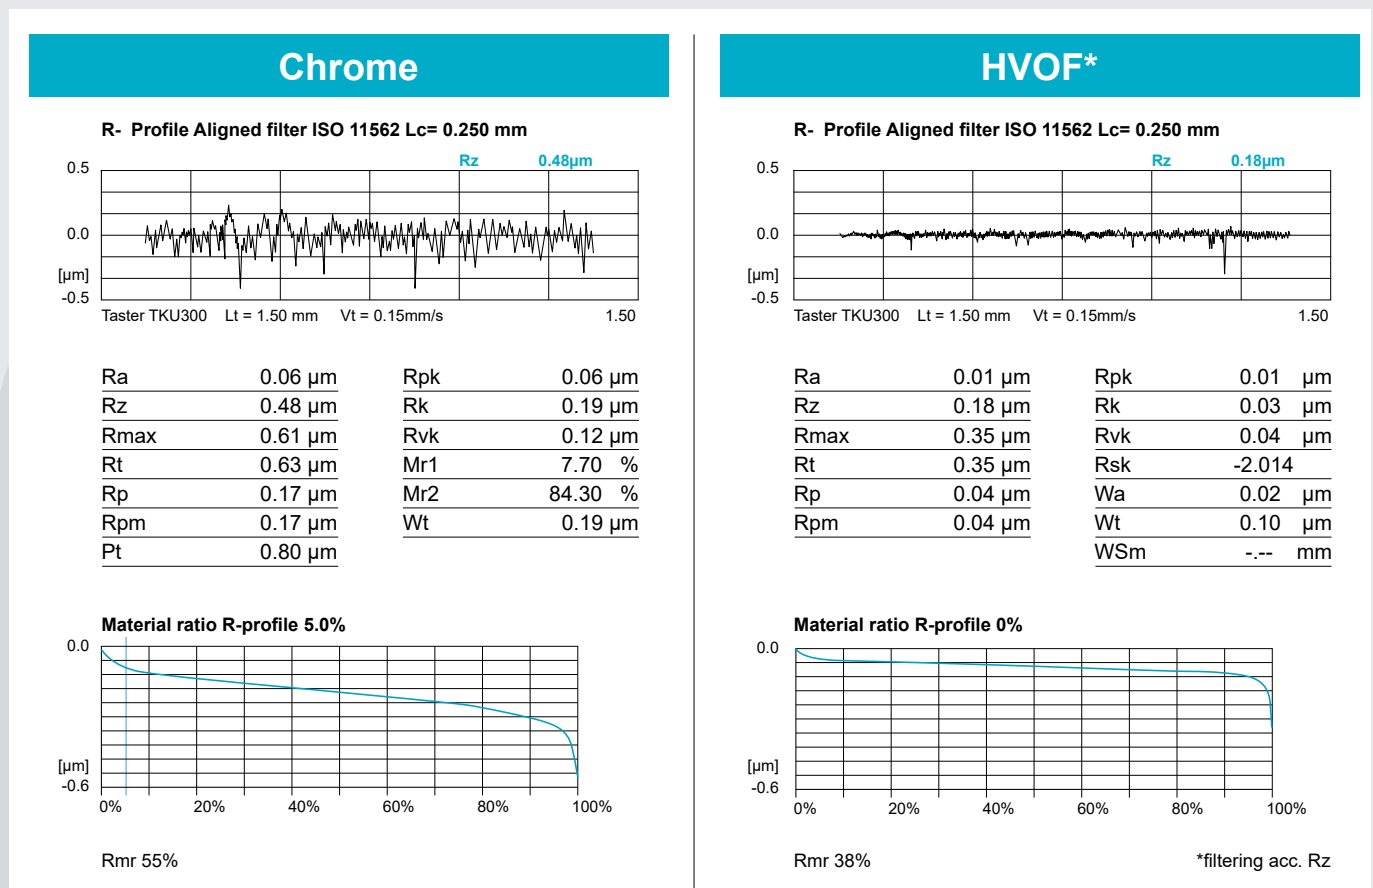 Chrome
R- Profile Aligned filter ISO 11562 Lc= 0.250 mm
Rz 0.48µm
0.5
0.0
[µm]
-0.5
Taster TKU300 Lt = 1.50 mm Vt = 0.15mm/s 1.50
Ra 0.06 µm
Rz 0.48 µm
Rmax 0.61 µm
Rt 0.63 µm
Rp 0.17 µm
Rpm 0.17 µm
Pt 0.80 µm
Rpk 0.06 µm
Rk 0.19 µm
Rvk 0.12 µm
Mr1 7.70 %
Mr2 84.30 %
Wt 0.19 µm
Material ratio R-profile 5.0%
0.0
[µm]
-0.6
0% 20% 40% 60% 80% 100%
Rmr 55%
HVOF*
R- Profile Aligned filter ISO 11562 Lc= 0.250 mm
Rz 0.18µm
0.5
0.0
[µm]
-0.5
Taster TKU300 Lt = 1.50 mm Vt = 0.15mm/s 1.50
Ra 0.01 µm
Rz 0.18 µm
Rmax 0.35 µm
Rt 0.35 µm
Rp 0.04 µm
Rpm 0.04 µm
Rpk 0.01 µm
Rk 0.03 µm
Rvk 0.04 µm
Rsk -2.014
Wa 0.02 µm
Wt 0.10 µm
WSm -.-- mm
Material ratio R-profile 0%
0.0
[µm]
-0.6
0% 20% 40% 60% 80% 100%
Rmr 38%
*filtering acc. Rz